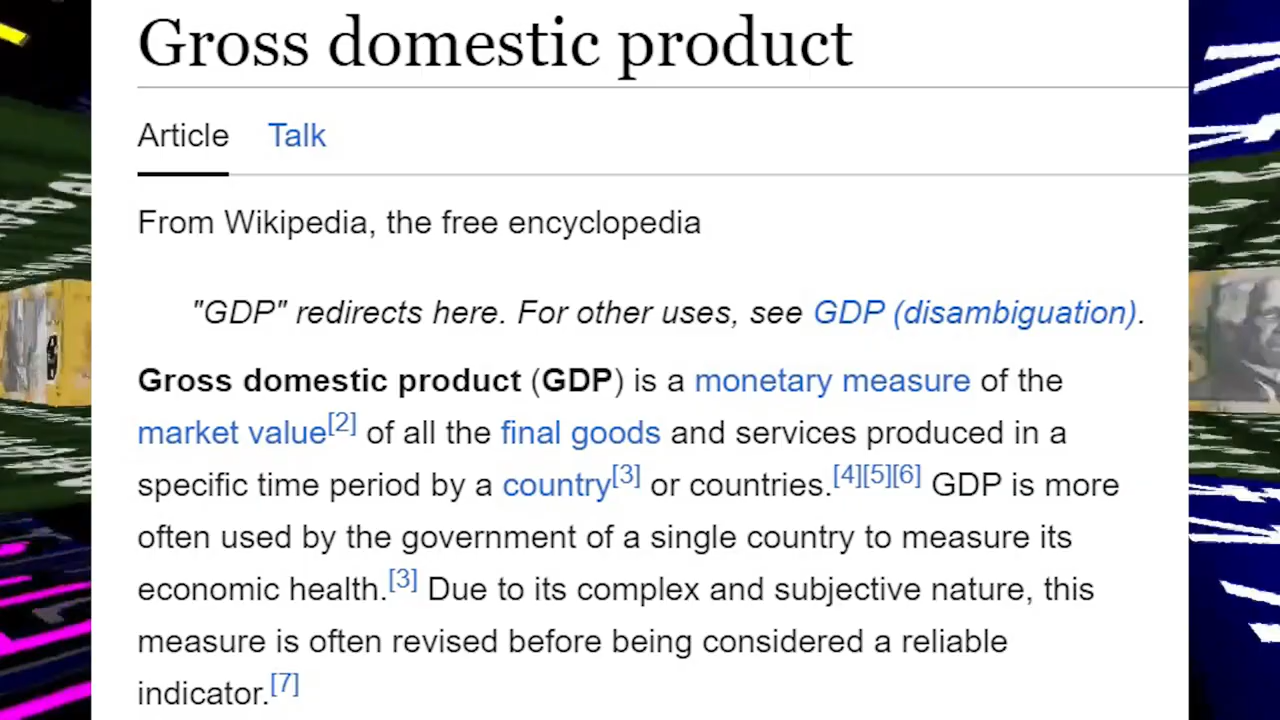 Gross domestic product
Article Talk
From Wikipedia, the free encyclopedia
"GDP" redirects here. For other uses, see GDP (disambiguation).
Gross domestic product (GDP) is a monetary measure of the
market value[2] of all the final goods and services produced in a
specific time period by a country[3] or countries.[4][5][6] GDP is more
often used by the government of a single country to measure its
economic health.[3] Due to its complex and subjective nature, this
measure is often revised before being considered a reliable
indicator.[7]